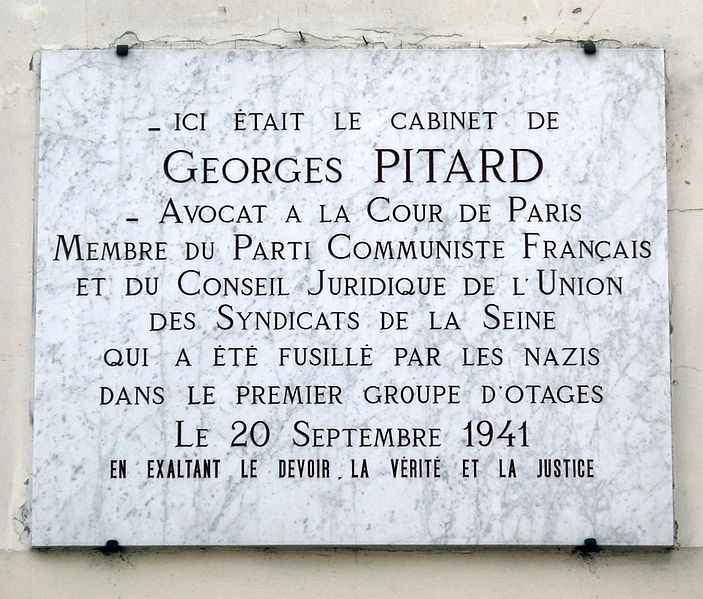 – ICI ÉTAIT LE CABINET DE
GEORGES PITARD
– AVOCAT A LA COUR DE PARIS
MEMBRE DU PARTI COMMUNISTE FRANÇAIS
ET DU CONSEIL JURIDIQUE DE L'UNION
DES SYNDICATS DE LA SEINE
QUI A ÉTÉ FUSILLÉ PAR LES NAZIS
DANS LE PREMIER GROUPE D'OTAGES
LE 20 SEPTEMBRE 1941
EN EXALTANT LE DEVOIR, LA VÉRITÉ ET LA JUSTICE